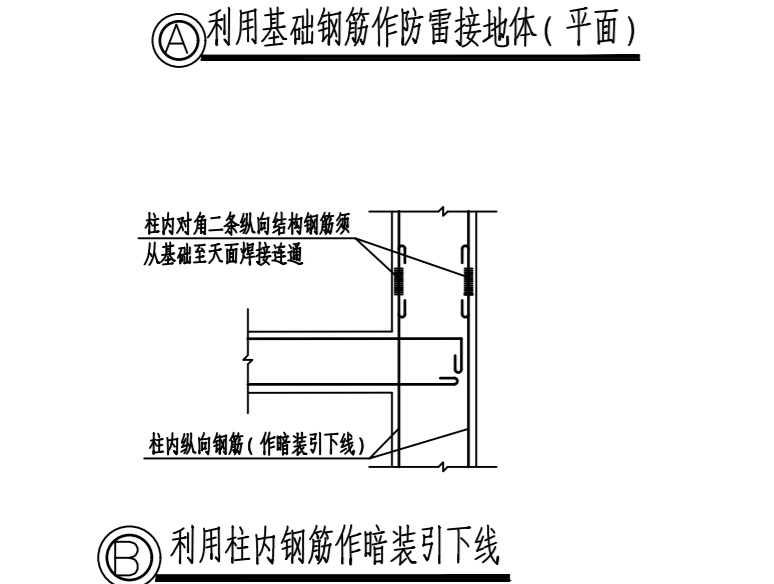 A 利用基础钢筋作防雷接地体(平面)
柱内对角二条纵向结构钢筋须
从基础至天面焊接连通
柱内纵向钢筋(作暗装引下线)
B 利用柱内钢筋作暗装引下线